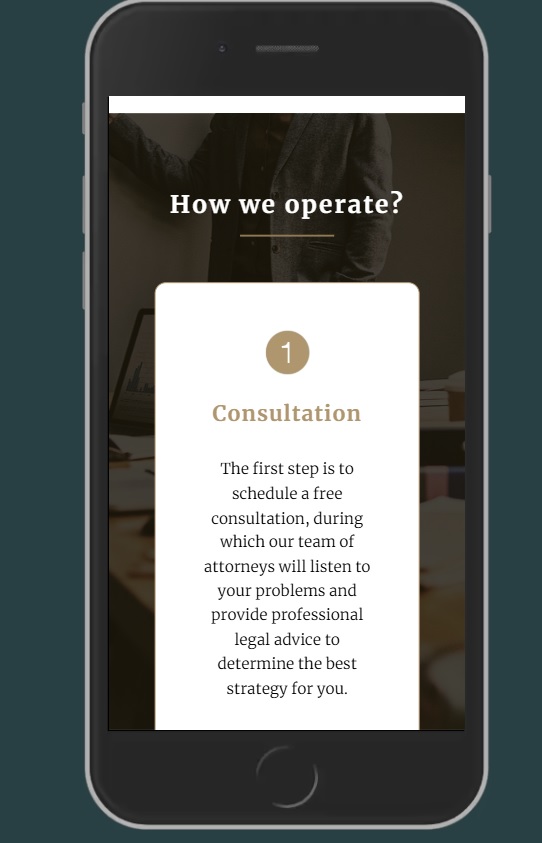 How we operate?
1
Consultation
The first step is to
schedule a free
consultation, during
which our team of
attorneys will listen to
your problems and
provide professional
legal advice to
determine the best
strategy for you.